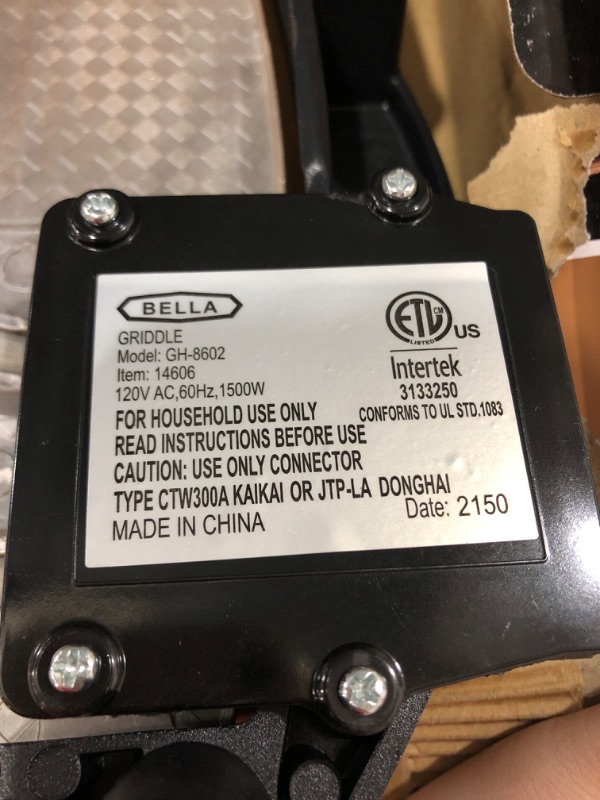 BELLA
GRIDDLE
Model: GH-8602
Item: 14606
120V AC,60Hz,1500W
FOR HOUSEHOLD USE ONLY
READ INSTRUCTIONS BEFORE USE
CAUTION: USE ONLY CONNECTOR
TYPE CTW300A KAIKAI OR JTP-LA DONGHAI
MADE IN CHINA
ETL CM
LISTED
US
Intertek
3133250
CONFORMS TO UL STD.1083
Date: 2150